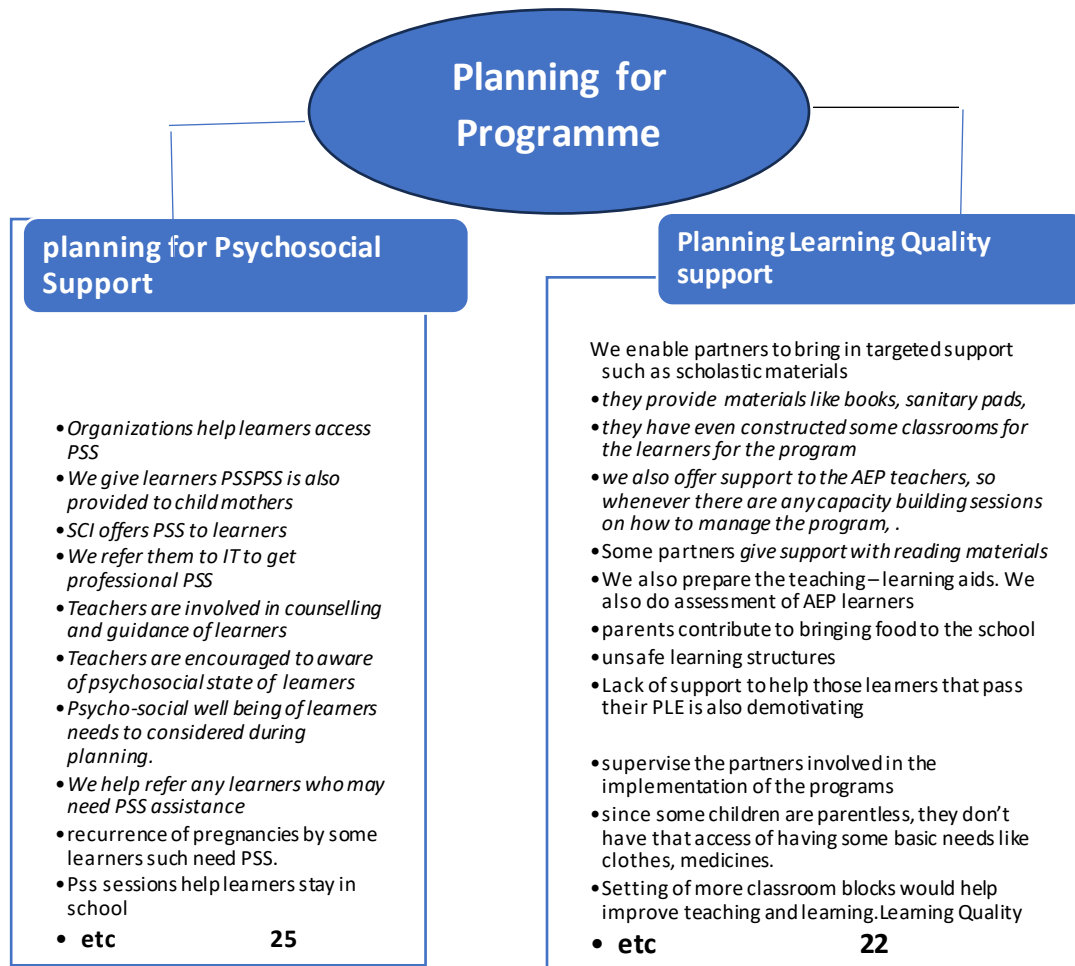 Planning for
Programme
planning for Psychosocial
Support
• Organizations help learners access
PSS
• We give learners PSSPSS is also
provided to child mothers
• SCI offers PSS to learners
• We refer them to IT to get
professional PSS
• Teachers are involved in counselling
and guidance of learners
• Teachers are encouraged to aware
of psychosocial state of learners
• Psycho-social well being of learners
needs to considered during
planning.
• We help refer any learners who may
need PSS assistance
• recurrence of pregnancies by some
learners such need PSS.
• Pss sessions help learners stay in
school
• etc 25
Planning Learning Quality
support
We enable partners to bring in targeted support
such as scholastic materials
• they provide materials like books, sanitary pads,
• they have even constructed some classrooms for
the learners for the program
• we also offer support to the AEP teachers, so
whenever there are any capacity building sessions
on how to manage the program, .
• Some partners give support with reading materials
• We also prepare the teaching – learning aids. We
also do assessment of AEP learners
• parents contribute to bringing food to the school
• unsafe learning structures
• Lack of support to help those learners that pass
their PLE is also demotivating
• supervise the partners involved in the
implementation of the programs
• since some children are parentless, they don’t
have that access of having some basic needs like
clothes, medicines.
• Setting of more classroom blocks would help
improve teaching and learning.Learning Quality
• etc 22